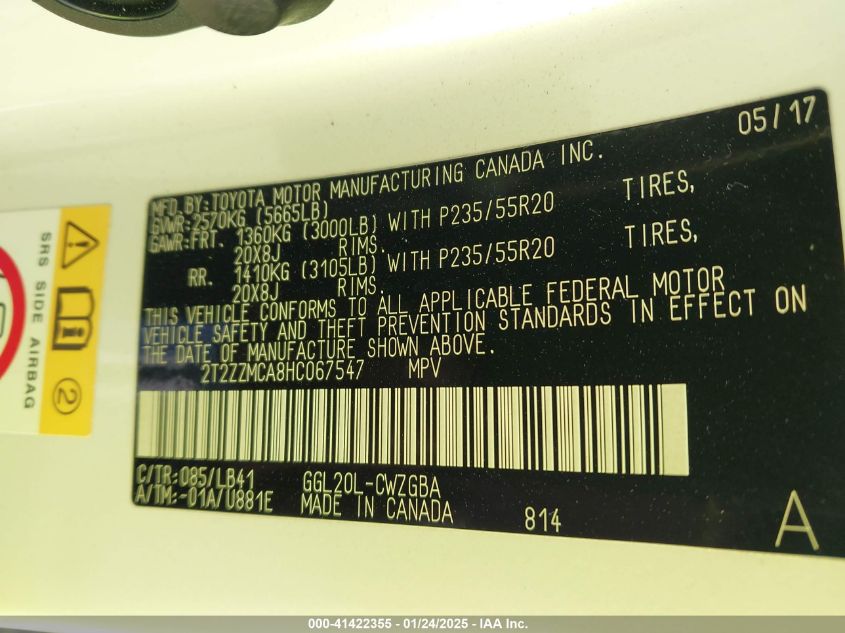 05/17
MFD.BY:TOYOTA MOTOR MANUFACTURING CANADA INC.
GVWR:2570KG (5665LB)
GAWR:FRT. 1360KG (3000LB) WITH P235/55R20 TIRES,
20X8J RIMS.
RR. 1410KG (3105LB) WITH P235/55R20 TIRES,
20X8J RIMS.
THIS VEHICLE CONFORMS TO ALL APPLICABLE FEDERAL MOTOR
VEHICLE SAFETY AND THEFT PREVENTION STANDARDS IN EFFECT ON
THE DATE OF MANUFACTURE SHOWN ABOVE.
2T2ZZMCA8HC067547 MPV
C/TR:085/LB41 GGL20L-CWZGBA
A/TM:-01A/U881E MADE IN CANADA 814
A
SRS SIDE AIRBAG
2
000-41422355 - 01/24/2025 - IAA Inc.